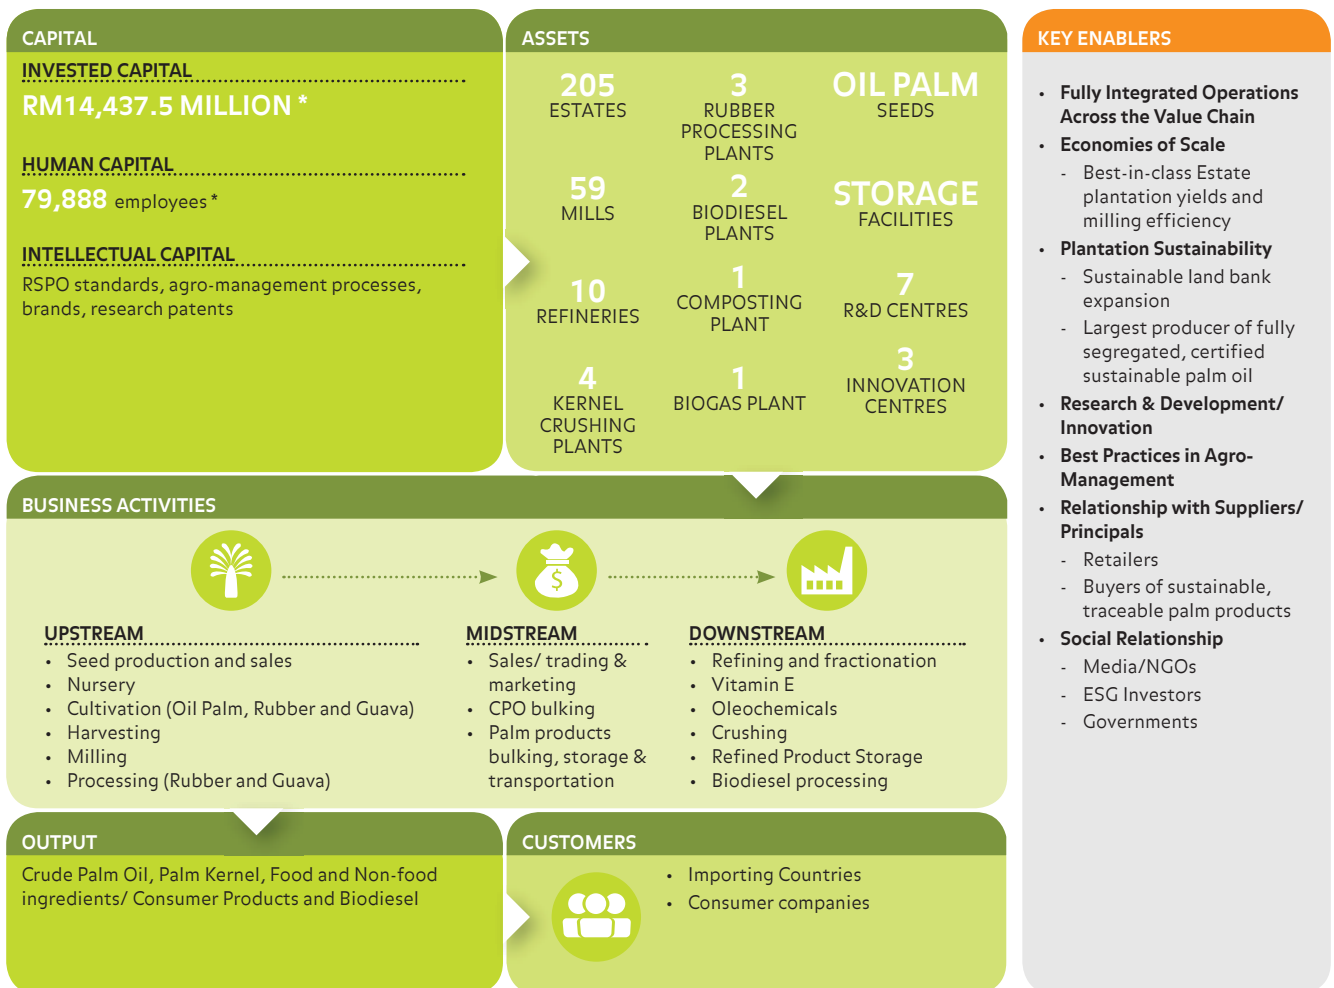 CAPITAL
INVESTED CAPITAL
RM14,437.5 MILLION *
HUMAN CAPITAL
79,888 employees *
INTELLECTUAL CAPITAL
RSPO standards, agro-management processes,
brands, research patents
ASSETS
205
ESTATES
59
MILLS
10
REFINERIES
4
KERNEL
CRUSHING
PLANTS
3
RUBBER
PROCESSING
PLANTS
2
BIODIESEL
PLANTS
1
COMPOSTING
PLANT
1
BIOGAS PLANT
OIL PALM
SEEDS
STORAGE
FACILITIES
7
R&D CENTRES
3
INNOVATION
CENTRES
BUSINESS ACTIVITIES
UPSTREAM
• Seed production and sales
• Nursery
• Cultivation (Oil Palm, Rubber and Guava)
• Harvesting
• Milling
• Processing (Rubber and Guava)
$
MIDSTREAM
• Sales/ trading &
marketing
• CPO bulking
• Palm products
bulking, storage &
transportation
DOWNSTREAM
• Refining and fractionation
• Vitamin E
• Oleochemicals
• Crushing
• Refined Product Storage
• Biodiesel processing
OUTPUT
Crude Palm Oil, Palm Kernel, Food and Non-food
ingredients/ Consumer Products and Biodiesel
CUSTOMERS
• Importing Countries
• Consumer companies
KEY ENABLERS
• Fully Integrated Operations
Across the Value Chain
• Economies of Scale
- Best-in-class Estate
plantation yields and
milling efficiency
• Plantation Sustainability
- Sustainable land bank
expansion
- Largest producer of fully
segregated, certified
sustainable palm oil
• Research & Development/
Innovation
• Best Practices in Agro-
Management
• Relationship with Suppliers/
Principals
- Retailers
- Buyers of sustainable,
traceable palm products
• Social Relationship
- Media/NGOs
- ESG Investors
- Governments